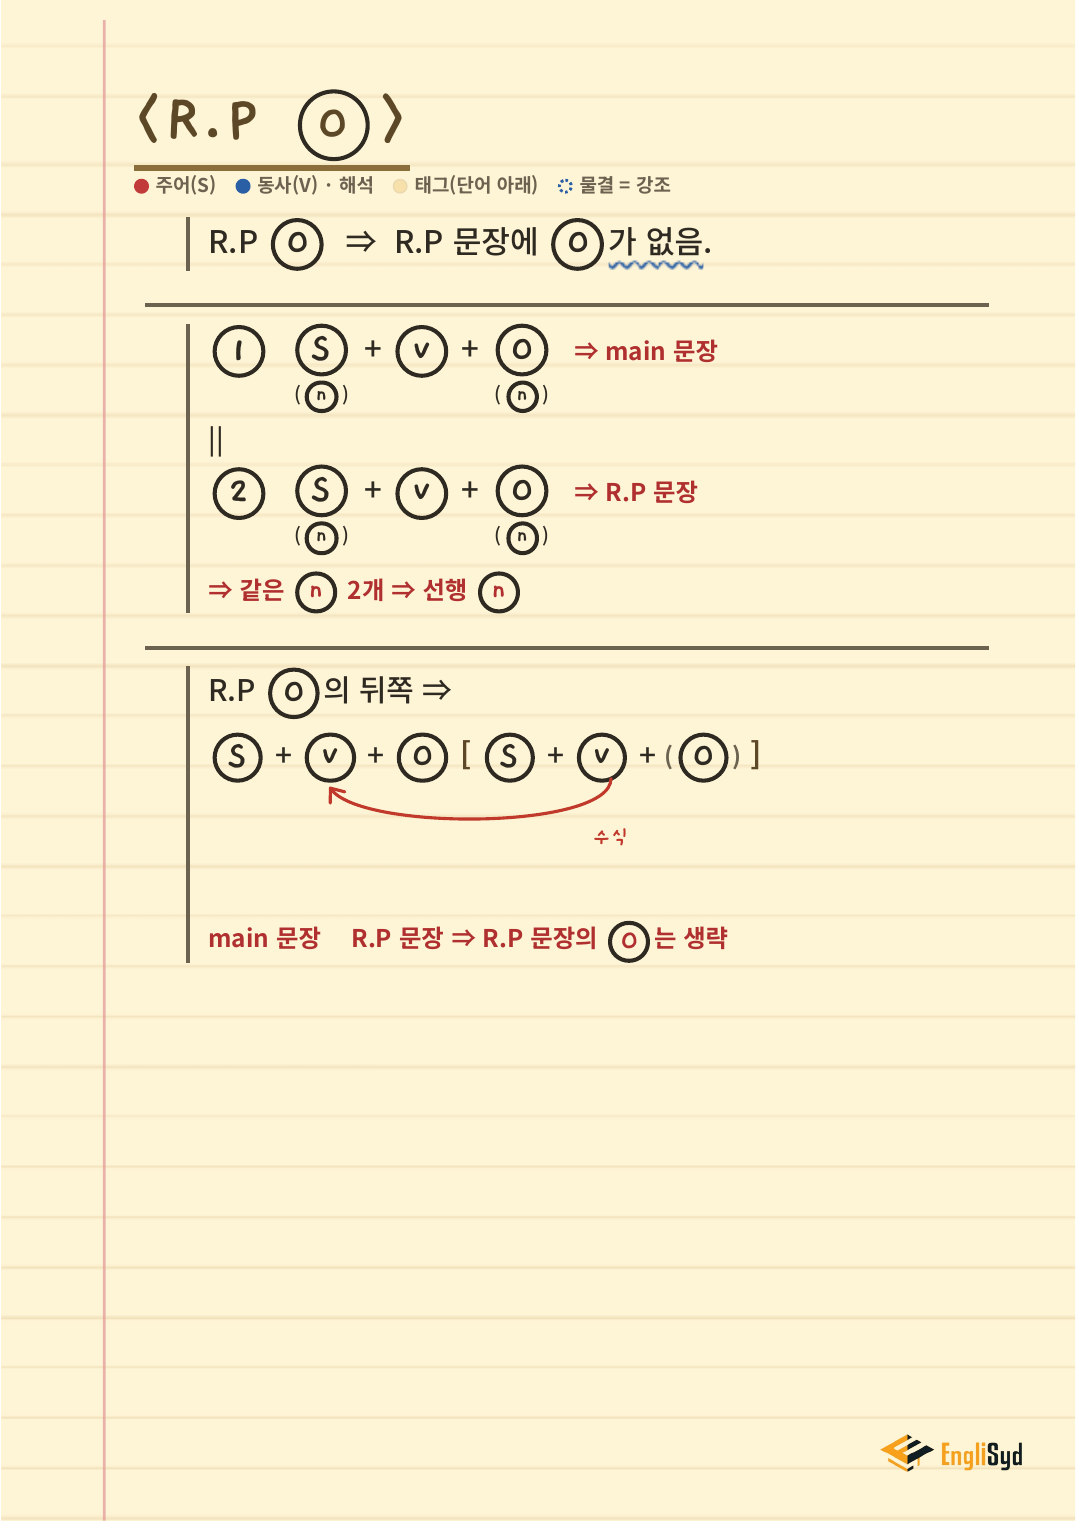 <R.P O>
주어(S) 동사(V) · 해석 태그(단어 아래) 물결 = 강조
R.P O ⇒ R.P 문장에 O가 없음.
1 S + v + O ⇒ main 문장
(n) (n)
||
2 S + v + O ⇒ R.P 문장
(n) (n)
⇒ 같은 n 2개 ⇒ 선행 n
R.P O의 뒤쪽 ⇒
S + v + O [ S + v + (O) ]
수식
main 문장 R.P 문장 ⇒ R.P 문장의 O는 생략
EngliSyd